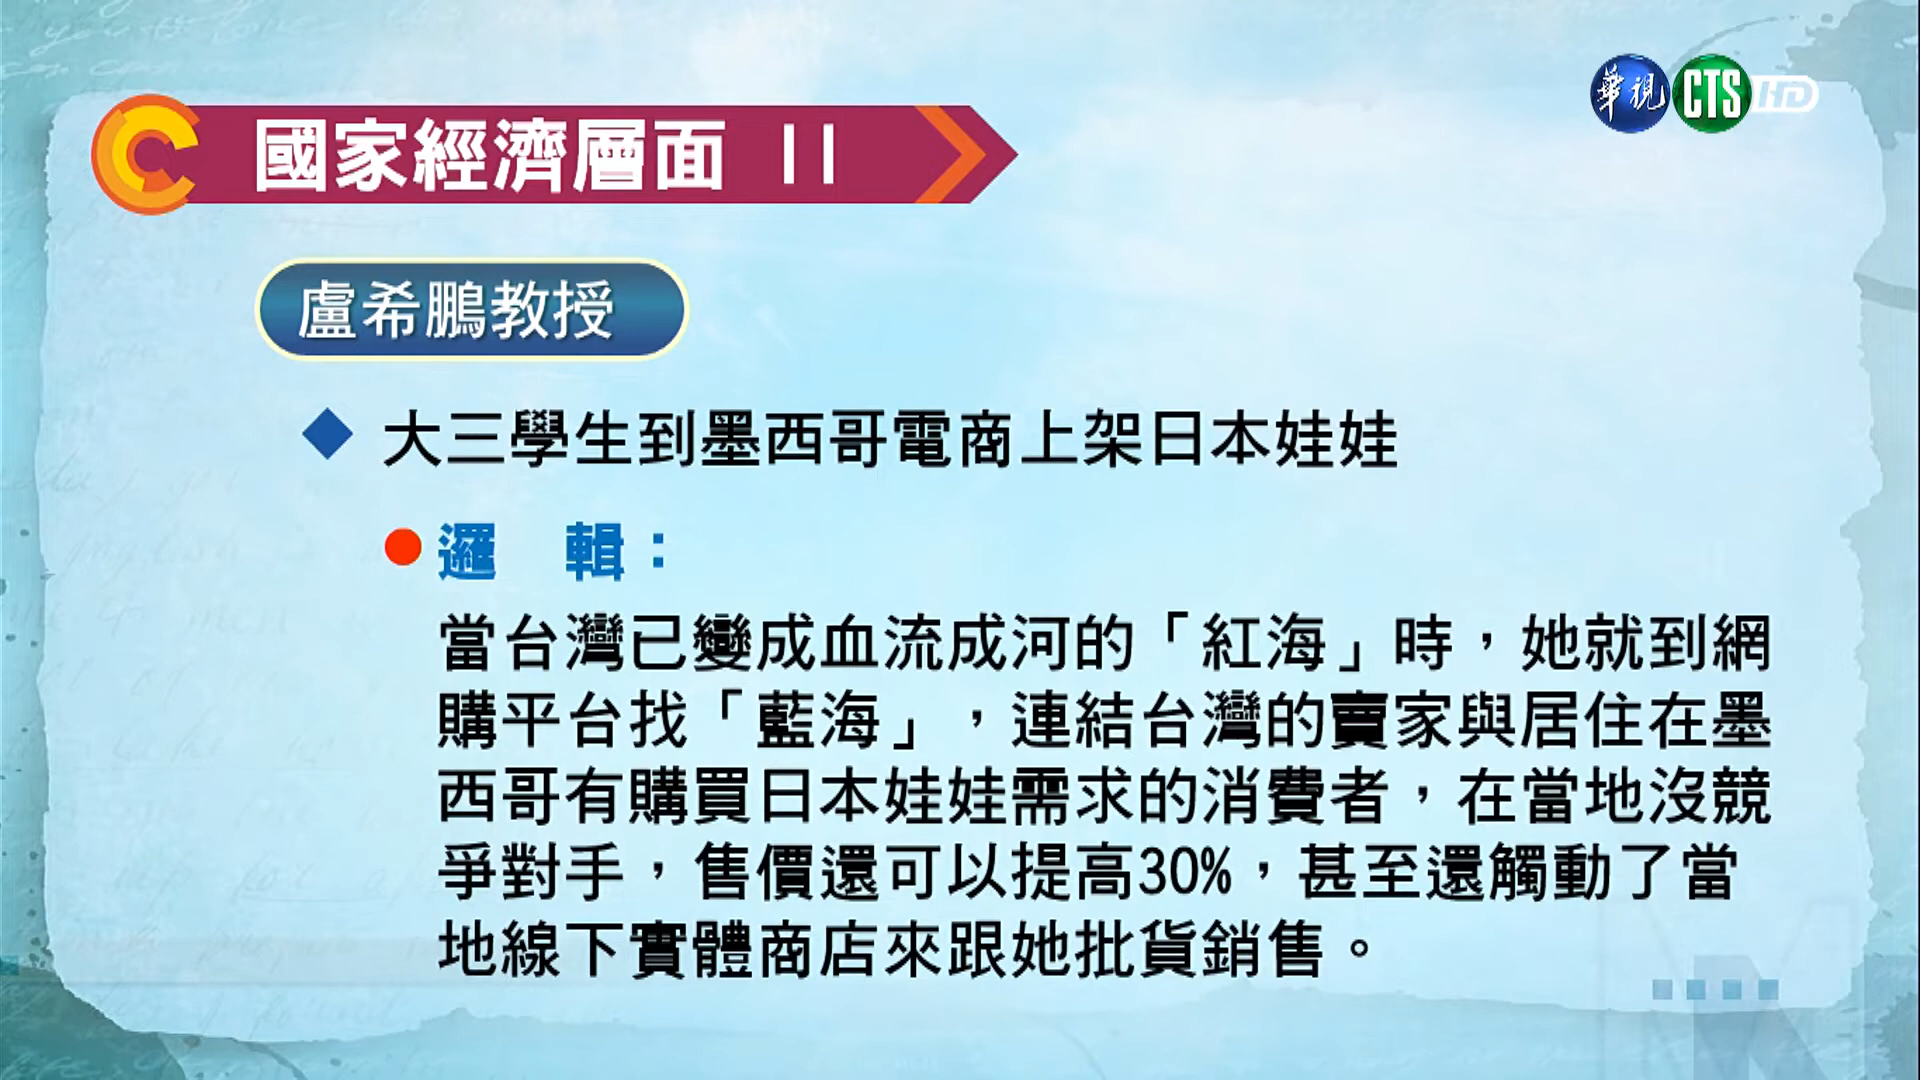 華視 CTS HD
國家經濟層面 II
盧希鵬教授
大三學生到墨西哥電商上架日本娃娃
邏 輯：
當台灣已變成血流成河的「紅海」時，她就到網
購平台找「藍海」，連結台灣的賣家與居住在墨
西哥有購買日本娃娃需求的消費者，在當地沒競
爭對手，售價還可以提高30%，甚至還觸動了當
地線下實體商店來跟她批貨銷售。